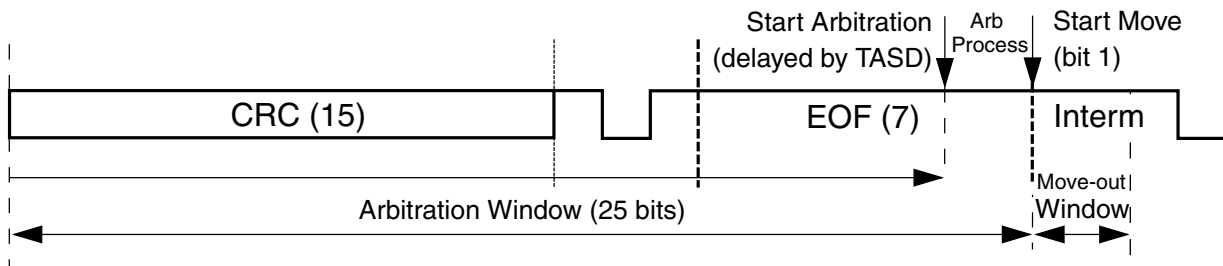 Start Arbitration
(delayed by TASD)
Arb
Process
Start Move
(bit 1)
CRC (15)
EOF (7)
Interm
Arbitration Window (25 bits)
Move-out
Window